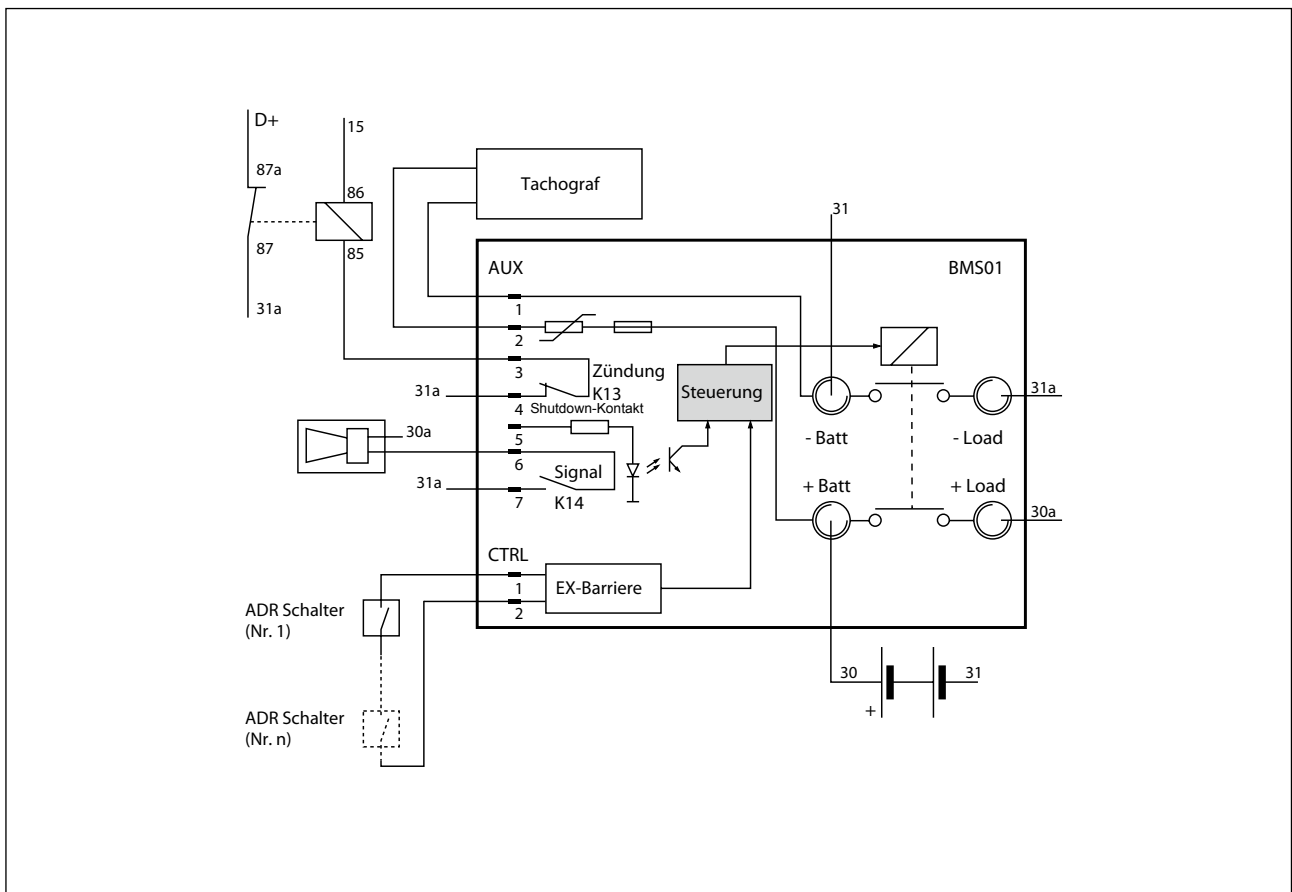 D+
15
87a
86
87
85
31a
Tachograf
31
AUX
BMS01
1
2
3
Zündung
K13
31a
4
Shutdown-Kontakt
Steuerung
31a
- Batt
- Load
5
30a
6
Signal
31a
7
K14
+ Batt
+ Load
30a
CTRL
1
EX-Barriere
2
ADR Schalter
(Nr. 1)
30
31
+
ADR Schalter
(Nr. n)